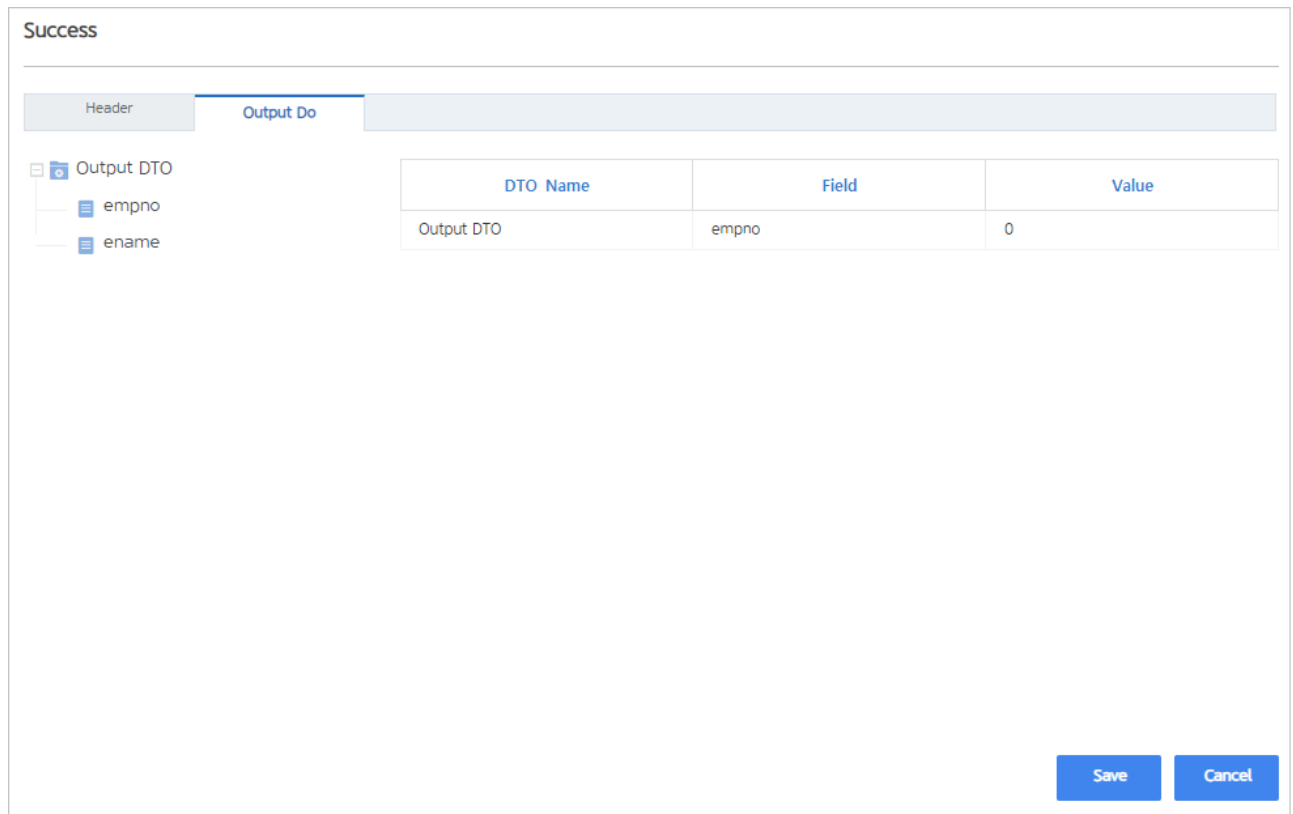 Success
Header
Output Do
Output DTO
empno
ename
DTO Name Field Value
Output DTO empno 0
Save Cancel